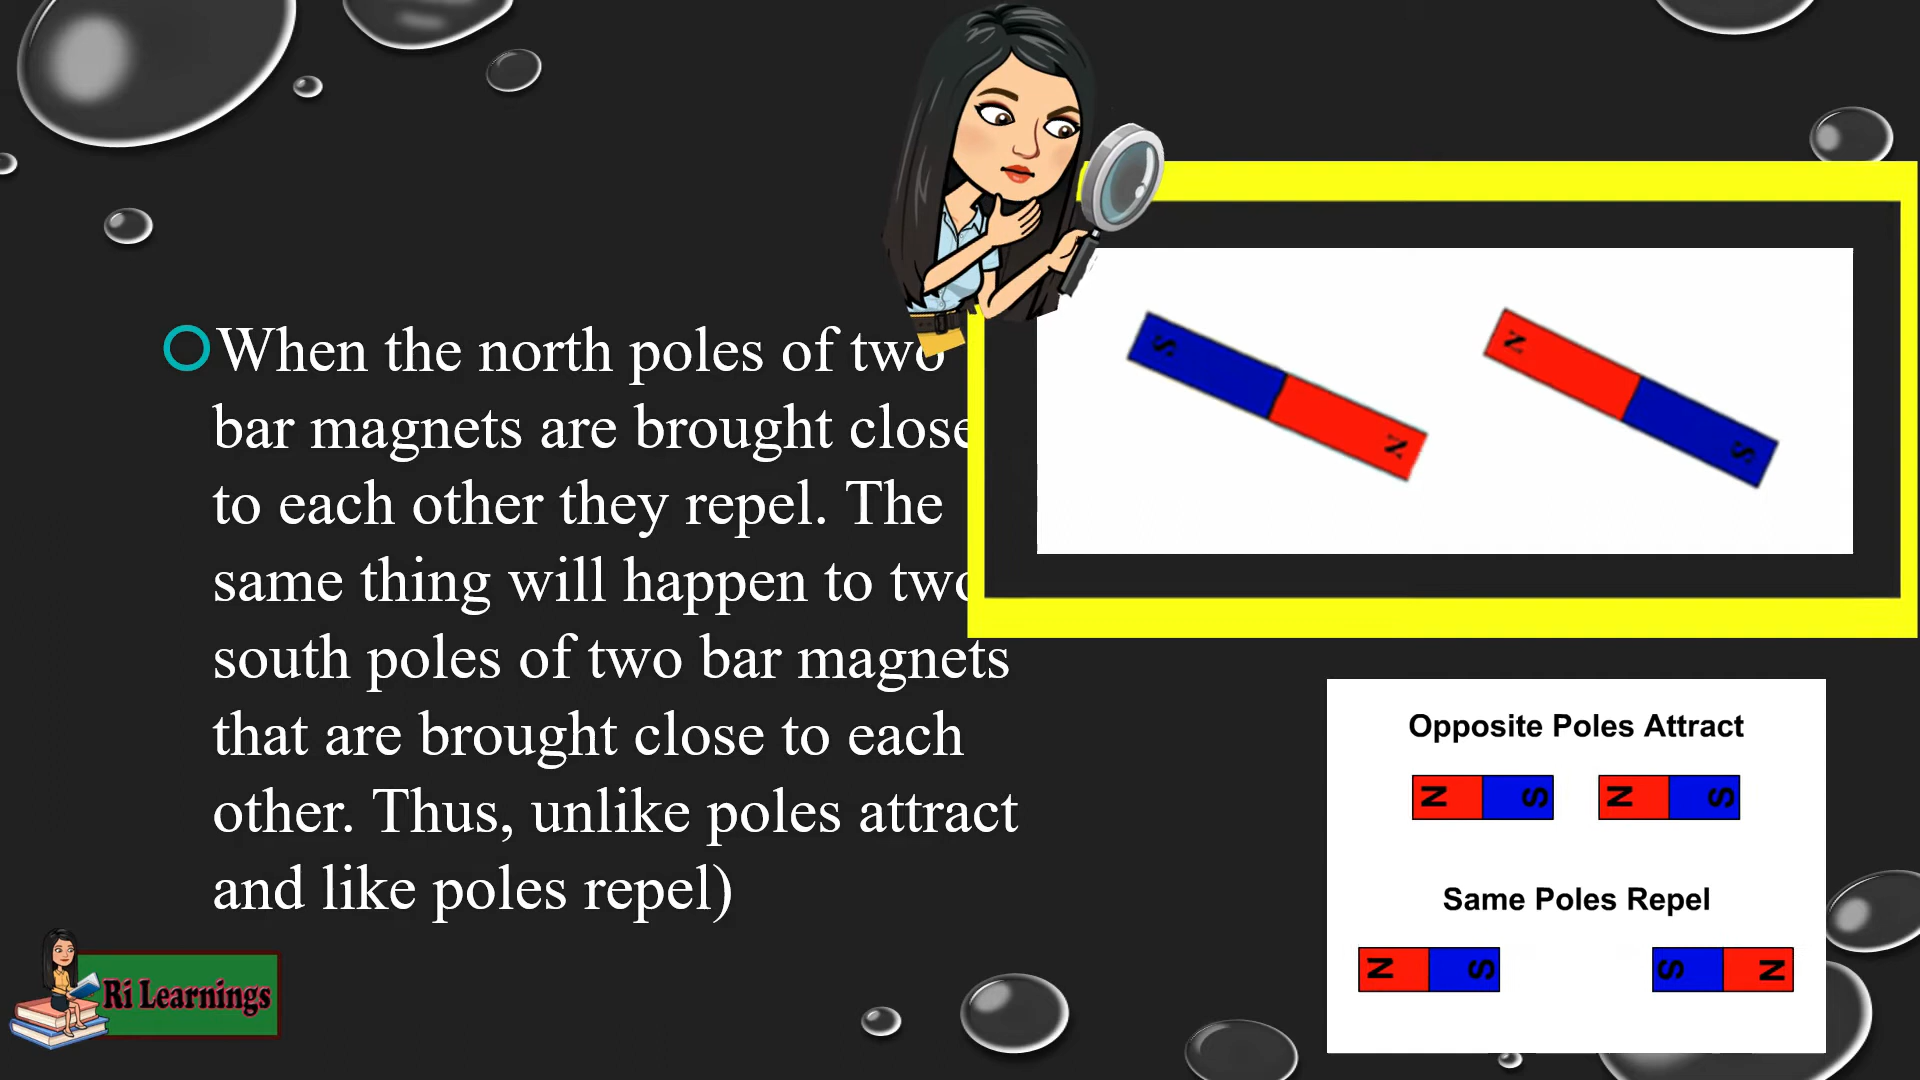 When the north poles of two
bar magnets are brought close
to each other they repel. The
same thing will happen to two
south poles of two bar magnets
that are brought close to each
other. Thus, unlike poles attract
and like poles repel)
S N N S
Opposite Poles Attract
N S N S
Same Poles Repel
N S S N
Ri Learnings